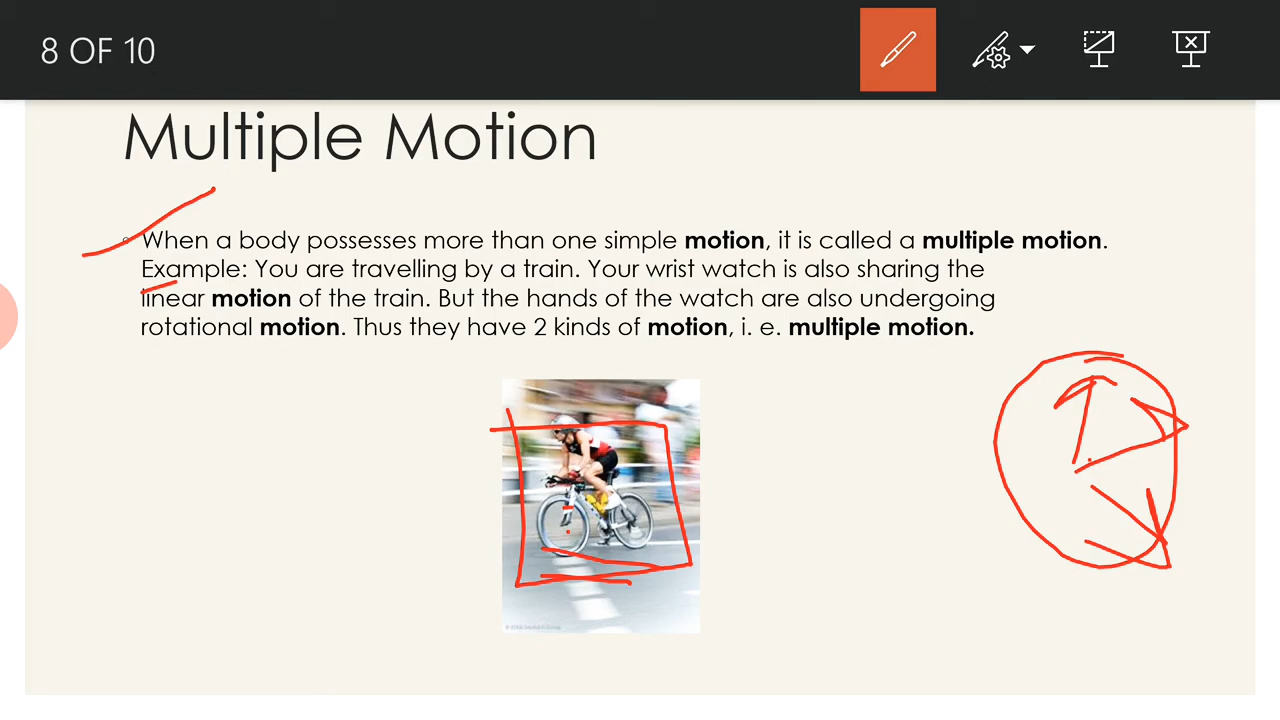 8 OF 10
Multiple Motion
When a body possesses more than one simple motion, it is called a multiple motion.
Example: You are travelling by a train. Your wrist watch is also sharing the
linear motion of the train. But the hands of the watch are also undergoing
rotational motion. Thus they have 2 kinds of motion, i. e. multiple motion.